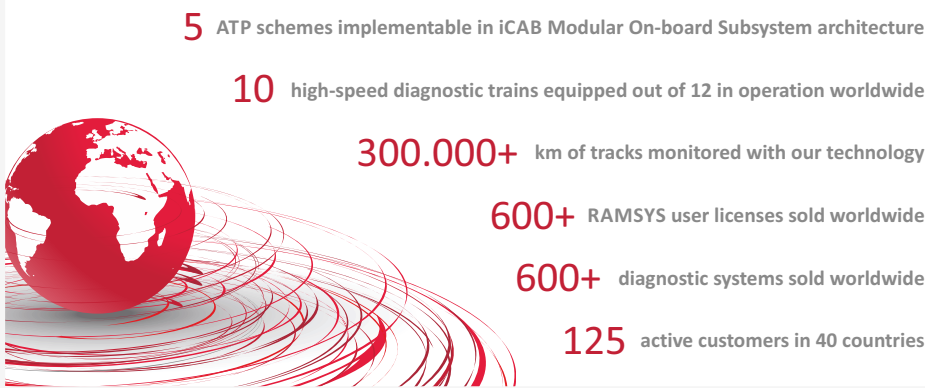 5 ATP schemes implementable in iCAB Modular On-board Subsystem architecture
10 high-speed diagnostic trains equipped out of 12 in operation worldwide
300.000+ km of tracks monitored with our technology
600+ RAMSYS user licenses sold worldwide
600+ diagnostic systems sold worldwide
125 active customers in 40 countries